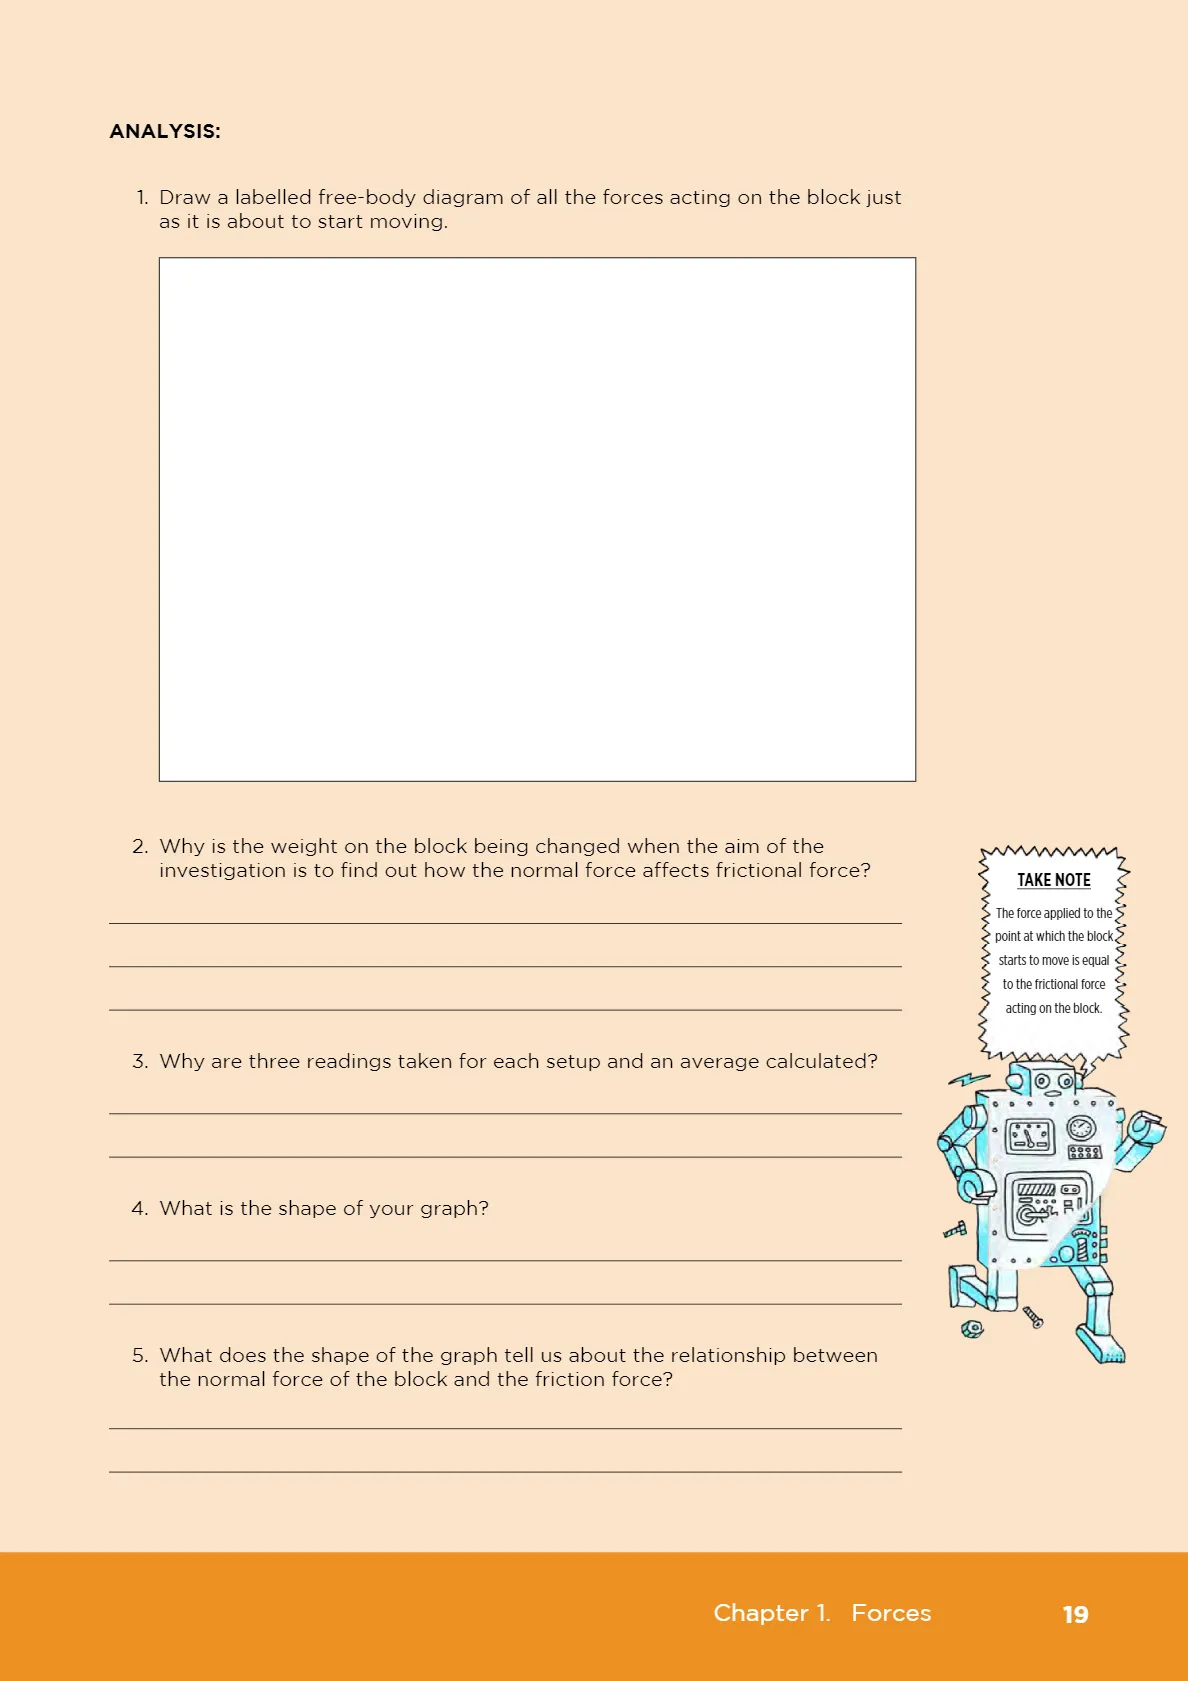 ANALYSIS:
1. Draw a labelled free-body diagram of all the forces acting on the block just
as it is about to start moving.
2. Why is the weight on the block being changed when the aim of the
investigation is to find out how the normal force affects frictional force?
TAKE NOTE
The force applied to the
point at which the block
starts to move is equal
to the frictional force
acting on the block.
3. Why are three readings taken for each setup and an average calculated?
4. What is the shape of your graph?
5. What does the shape of the graph tell us about the relationship between
the normal force of the block and the friction force?
Chapter 1. Forces 19